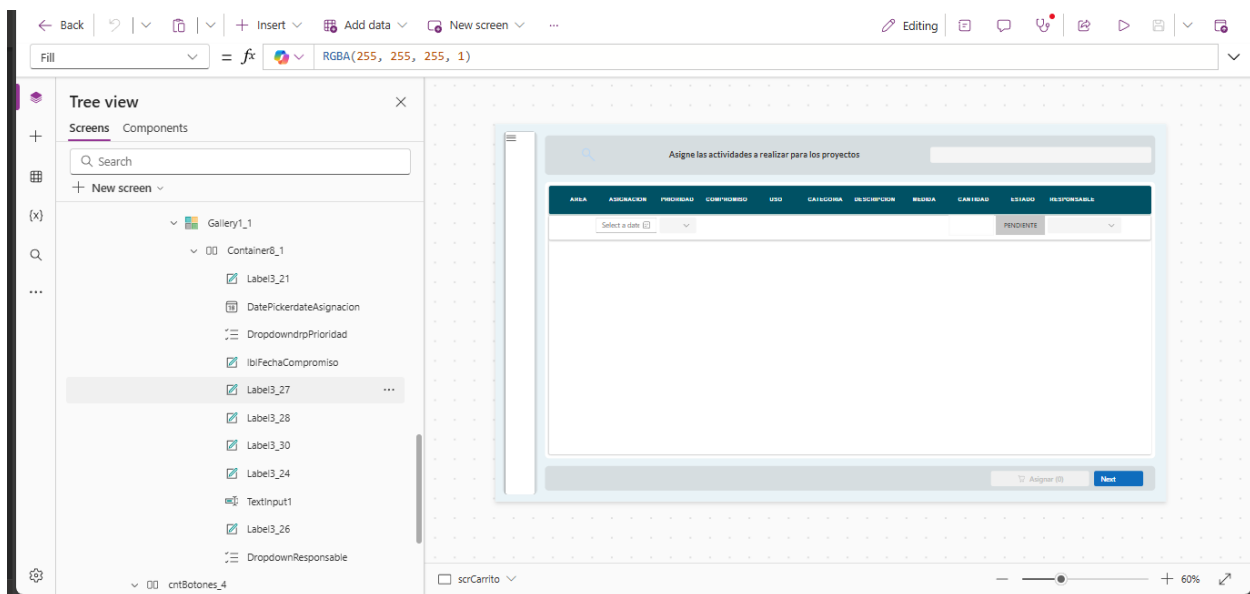 Back
Insert
Add data
New screen
...
Editing
Fill
= fx
RGBA(255, 255, 255, 1)
Tree view
Screens
Components
Search
New screen
Gallery1_1
Container8_1
Label3_21
DatePickerdateAsignacion
DropdowndrpPrioridad
lblFechaCompromiso
Label3_27
Label3_28
Label3_30
Label3_24
TextInput1
Label3_26
DropdownResponsable
cntBotones_4
{x}
Asigne las actividades a realizar para los proyectos
AREA ASIGNACION PRIORIDAD COMPROMISO USO CATEGORIA DESCRIPCION MEDIDA CANTIDAD ESTADO RESPONSABLE
Select a date
PENDIENTE
Asignar (0)
Next
scrCarrito
60%